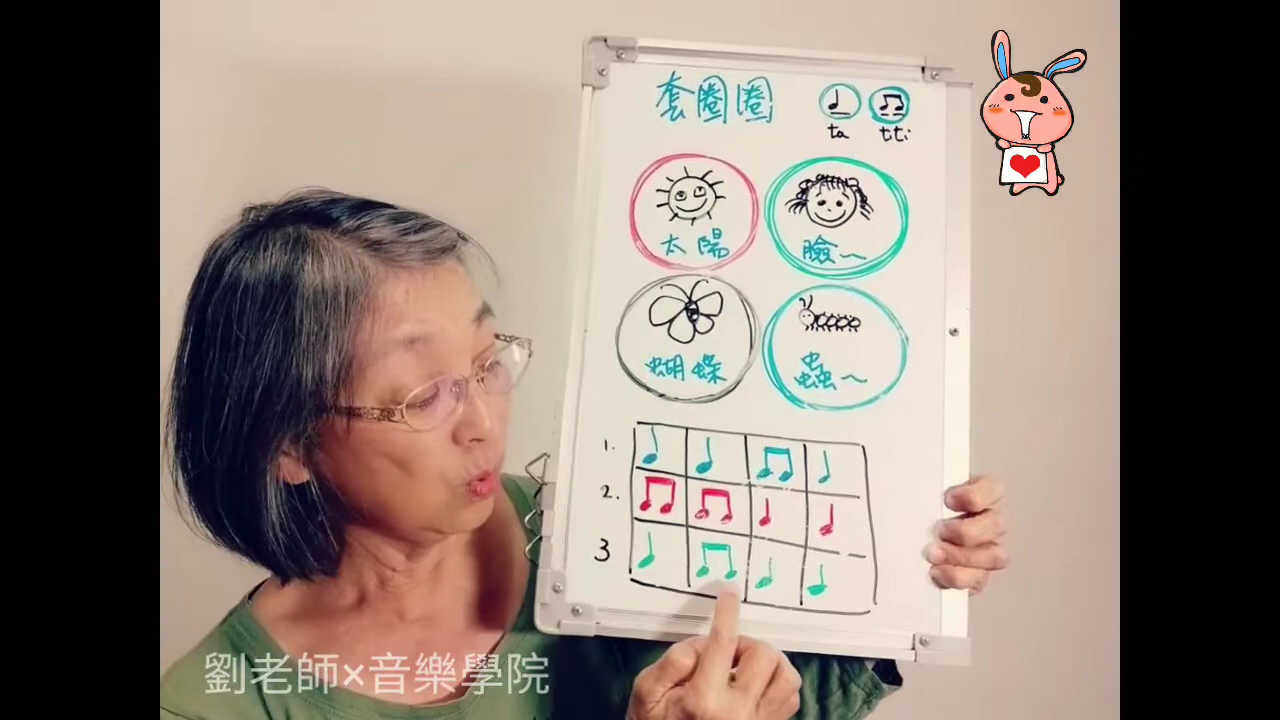 套圈圈
ta ti ti
太陽 臉～
蝴蝶 蟲～
1.
2.
3
劉老師×音樂學院